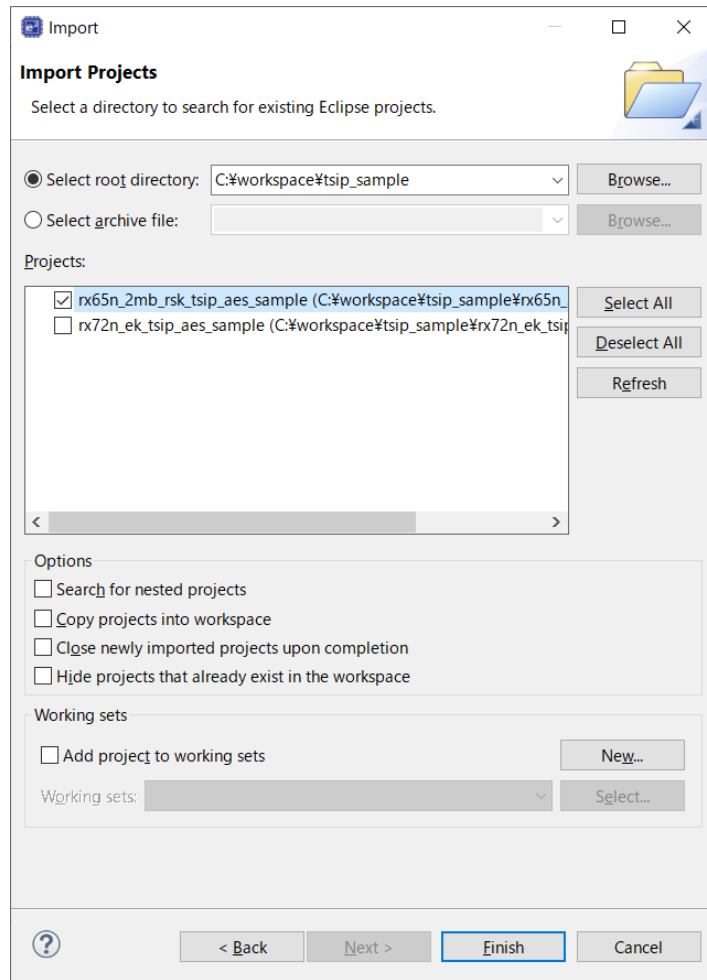 Import
Import Projects
Select a directory to search for existing Eclipse projects.
Select root directory: C:¥workspace¥tsip_sample Browse...
Select archive file: Browse...
Projects:
rx65n_2mb_rsk_tsip_aes_sample (C:¥workspace¥tsip_sample¥rx65n_
rx72n_ek_tsip_aes_sample (C:¥workspace¥tsip_sample¥rx72n_ek_tsip
Select All
Deselect All
Refresh
Options
Search for nested projects
Copy projects into workspace
Close newly imported projects upon completion
Hide projects that already exist in the workspace
Working sets
Add project to working sets New...
Working sets: Select...
? < Back Next > Finish Cancel